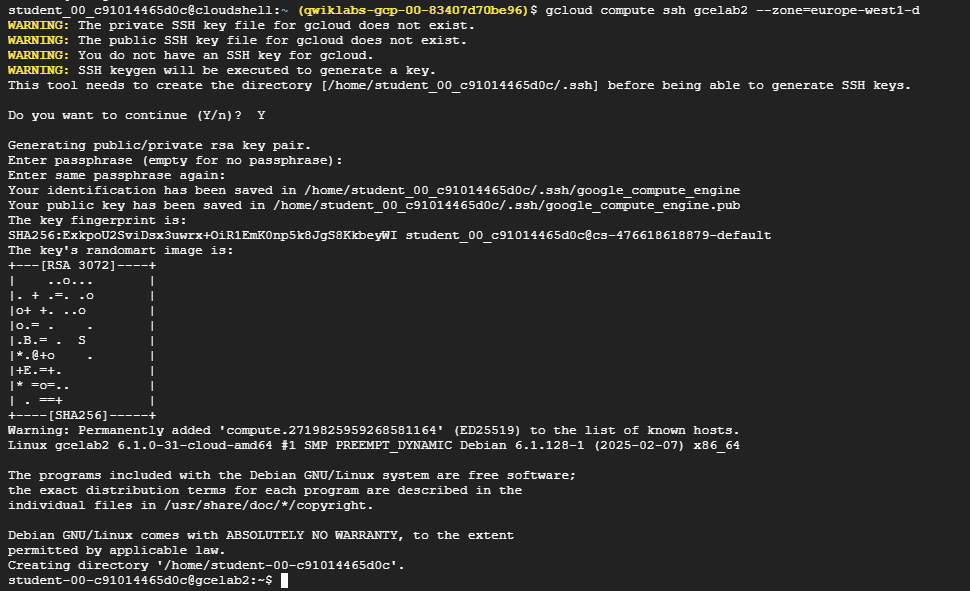 student_00_c91014465d0c@cloudshell:~ (qwiklabs-gcp-00-83407d70be96)$ gcloud compute ssh gcelab2 --zone=europe-west1-d
WARNING: The private SSH key file for gcloud does not exist.
WARNING: The public SSH key file for gcloud does not exist.
WARNING: You do not have an SSH key for gcloud.
WARNING: SSH keygen will be executed to generate a key.
This tool needs to create the directory [/home/student_00_c91014465d0c/.ssh] before being able to generate SSH keys.

Do you want to continue (Y/n)?  Y

Generating public/private rsa key pair.
Enter passphrase (empty for no passphrase):
Enter same passphrase again:
Your identification has been saved in /home/student_00_c91014465d0c/.ssh/google_compute_engine
Your public key has been saved in /home/student_00_c91014465d0c/.ssh/google_compute_engine.pub
The key fingerprint is:
SHA256:ExkpoU2SviDsx3uwrx+OiR1EmK0np5k8JgS8KkbeyWI student_00_c91014465d0c@cs-476618618879-default
The key's randomart image is:
+---[RSA 3072]----+
|    ..o...       |
|. + .=. .o       |
|o+ +. ..o        |
|o.= .    .       |
|.B.= .  S        |
|*.@+o    .       |
|+E.=+.           |
|* =o=..          |
| . ==+           |
+----[SHA256]-----+
Warning: Permanently added 'compute.2719825959268581164' (ED25519) to the list of known hosts.
Linux gcelab2 6.1.0-31-cloud-amd64 #1 SMP PREEMPT_DYNAMIC Debian 6.1.128-1 (2025-02-07) x86_64

The programs included with the Debian GNU/Linux system are free software;
the exact distribution terms for each program are described in the
individual files in /usr/share/doc/*/copyright.

Debian GNU/Linux comes with ABSOLUTELY NO WARRANTY, to the extent
permitted by applicable law.
Creating directory '/home/student-00-c91014465d0c'.
student-00-c91014465d0c@gcelab2:~$